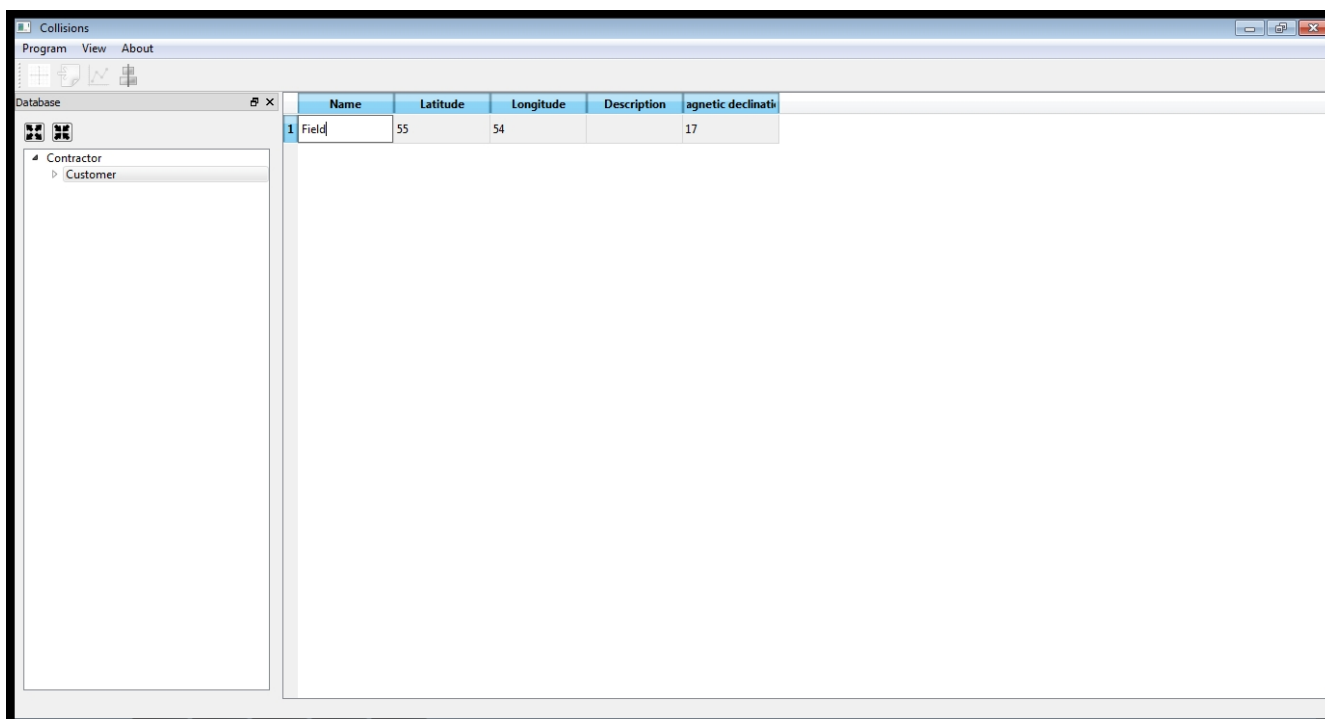 Collisions
Program View About
Database
Name Latitude Longitude Description agnetic declinati
1 Field 55 54 17
Contractor
Customer